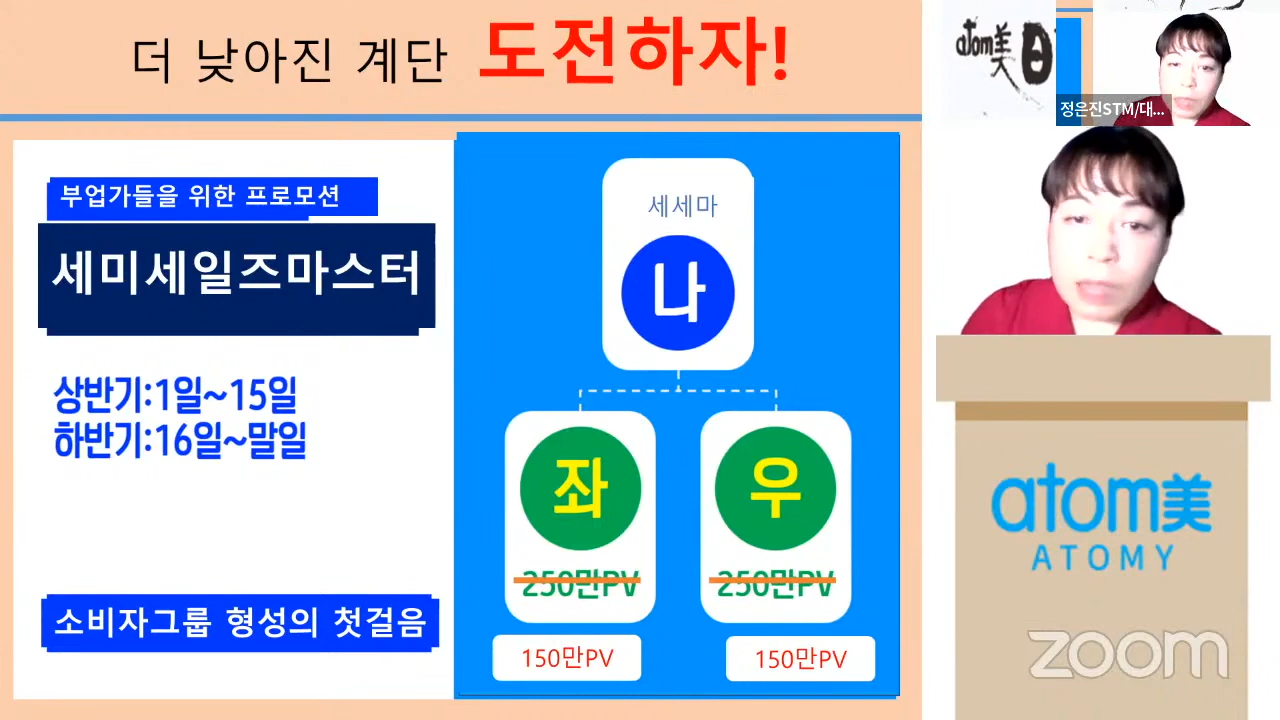 더 낮아진 계단 도전하자!
부업가들을 위한 프로모션
세미세일즈마스터
상반기:1일~15일
하반기:16일~말일
소비자그룹 형성의 첫걸음
세세마
나
좌
우
250만PV
250만PV
150만PV
150만PV
atom美
정은진STM/대...
atom美
ATOMY
zoom